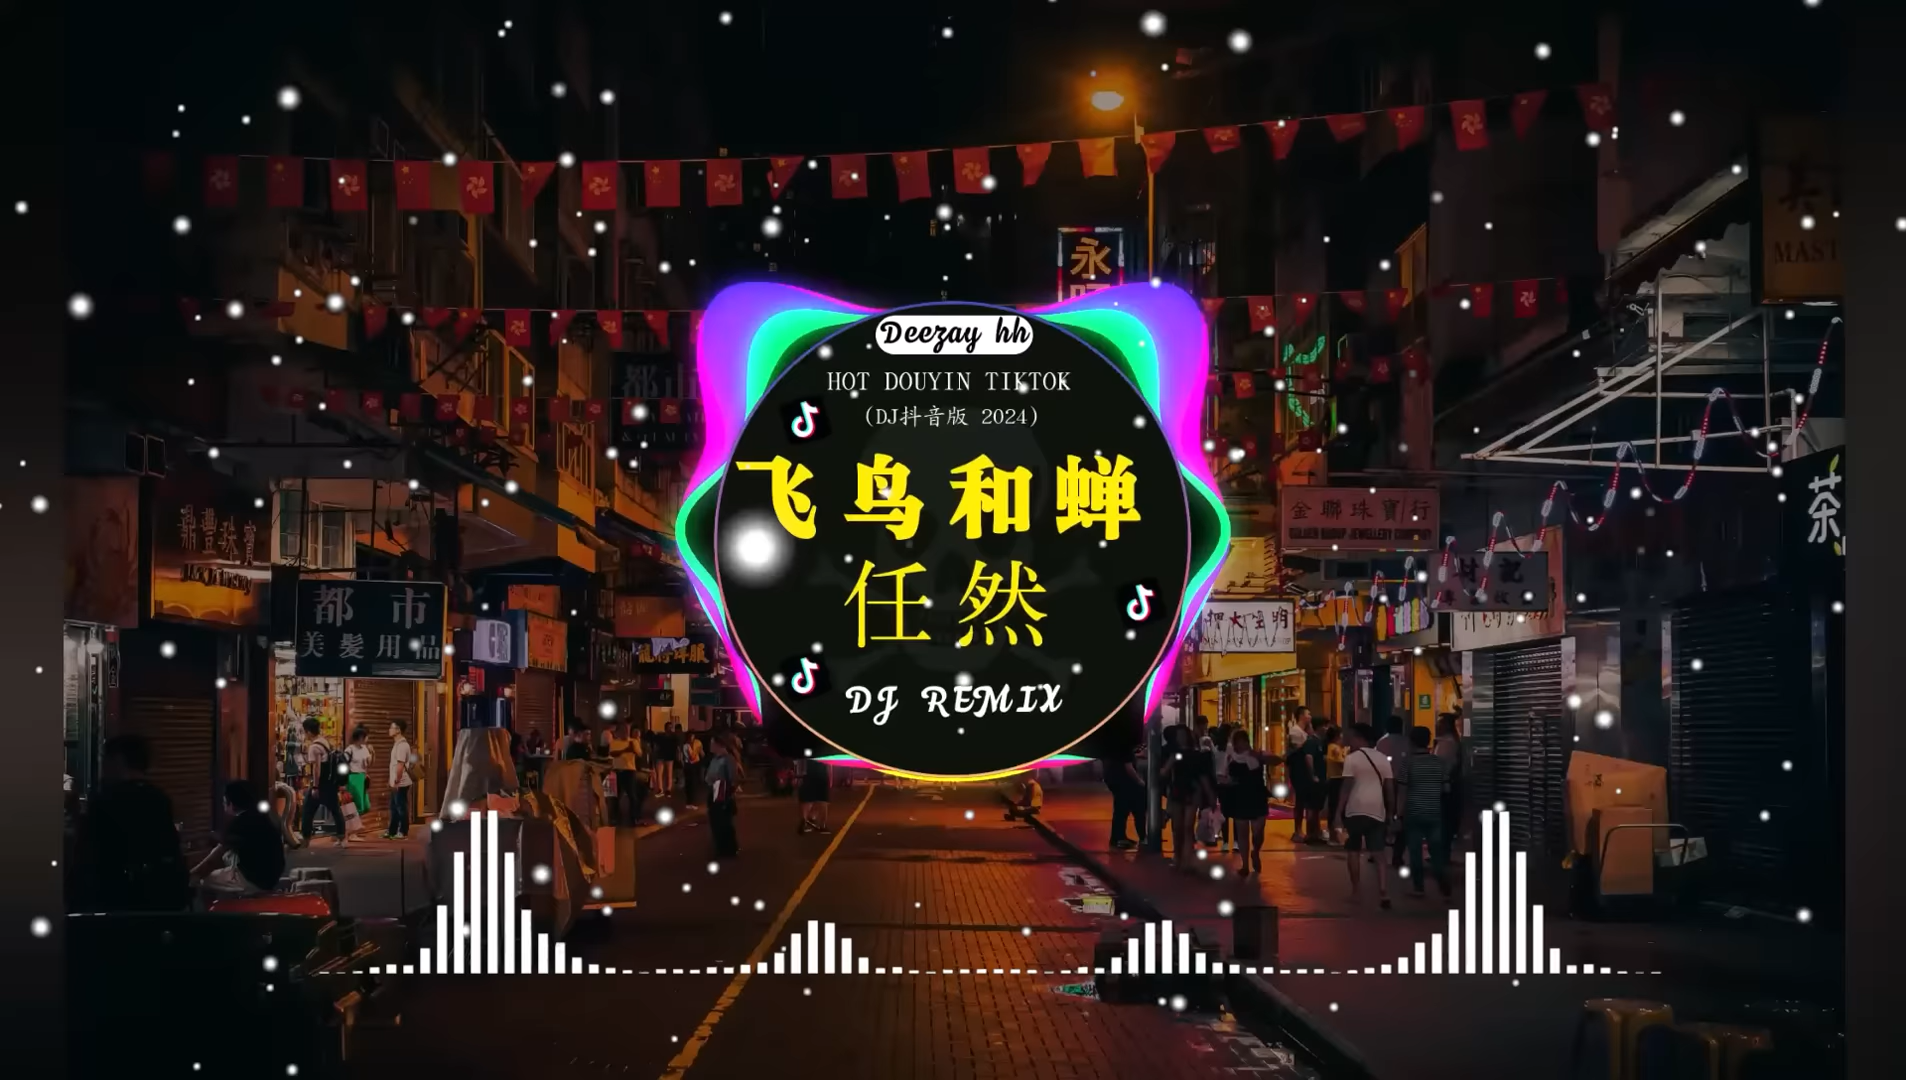 永
Deezay hh
HOT DOUYIN TIKTOK
(DJ抖音版 2024)
飞鸟和蝉
任然
DJ REMIX
都市
美髮用品
鼎豐珠寶
金聯珠寶行
茶
MAST